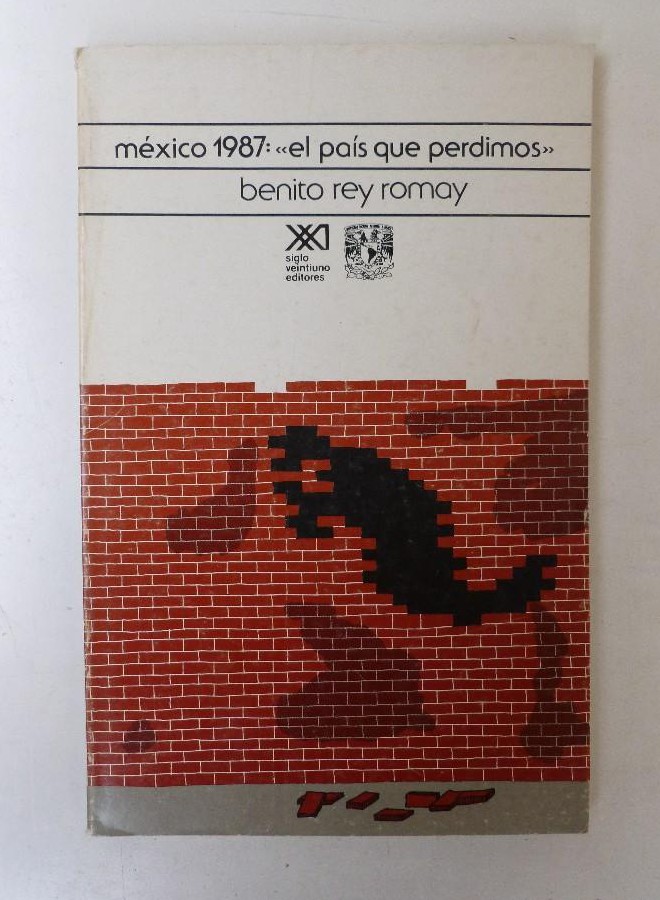 méxico 1987: «el país que perdimos»
benito rey romay
siglo
veintiuno
editores